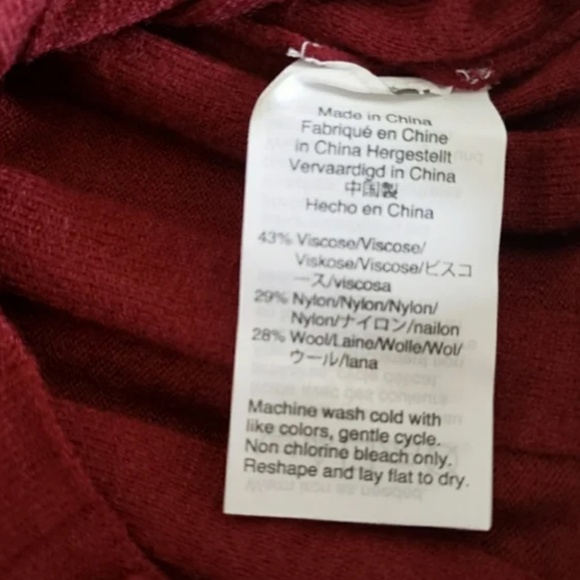 Made in China
Fabriqué en Chine
in China Hergestellt
Vervaardigd in China
中国製
Hecho en China
43% Viscose/Viscose/
Viskose/Viscose/ビスコ
ース/viscosa
29% Nylon/Nylon/Nylon/
Nylon/ナイロン/nailon
28% Wool/Laine/Wolle/Wol/
ウール/lana
Machine wash cold with
like colors, gentle cycle.
Non chlorine bleach only.
Reshape and lay flat to dry.